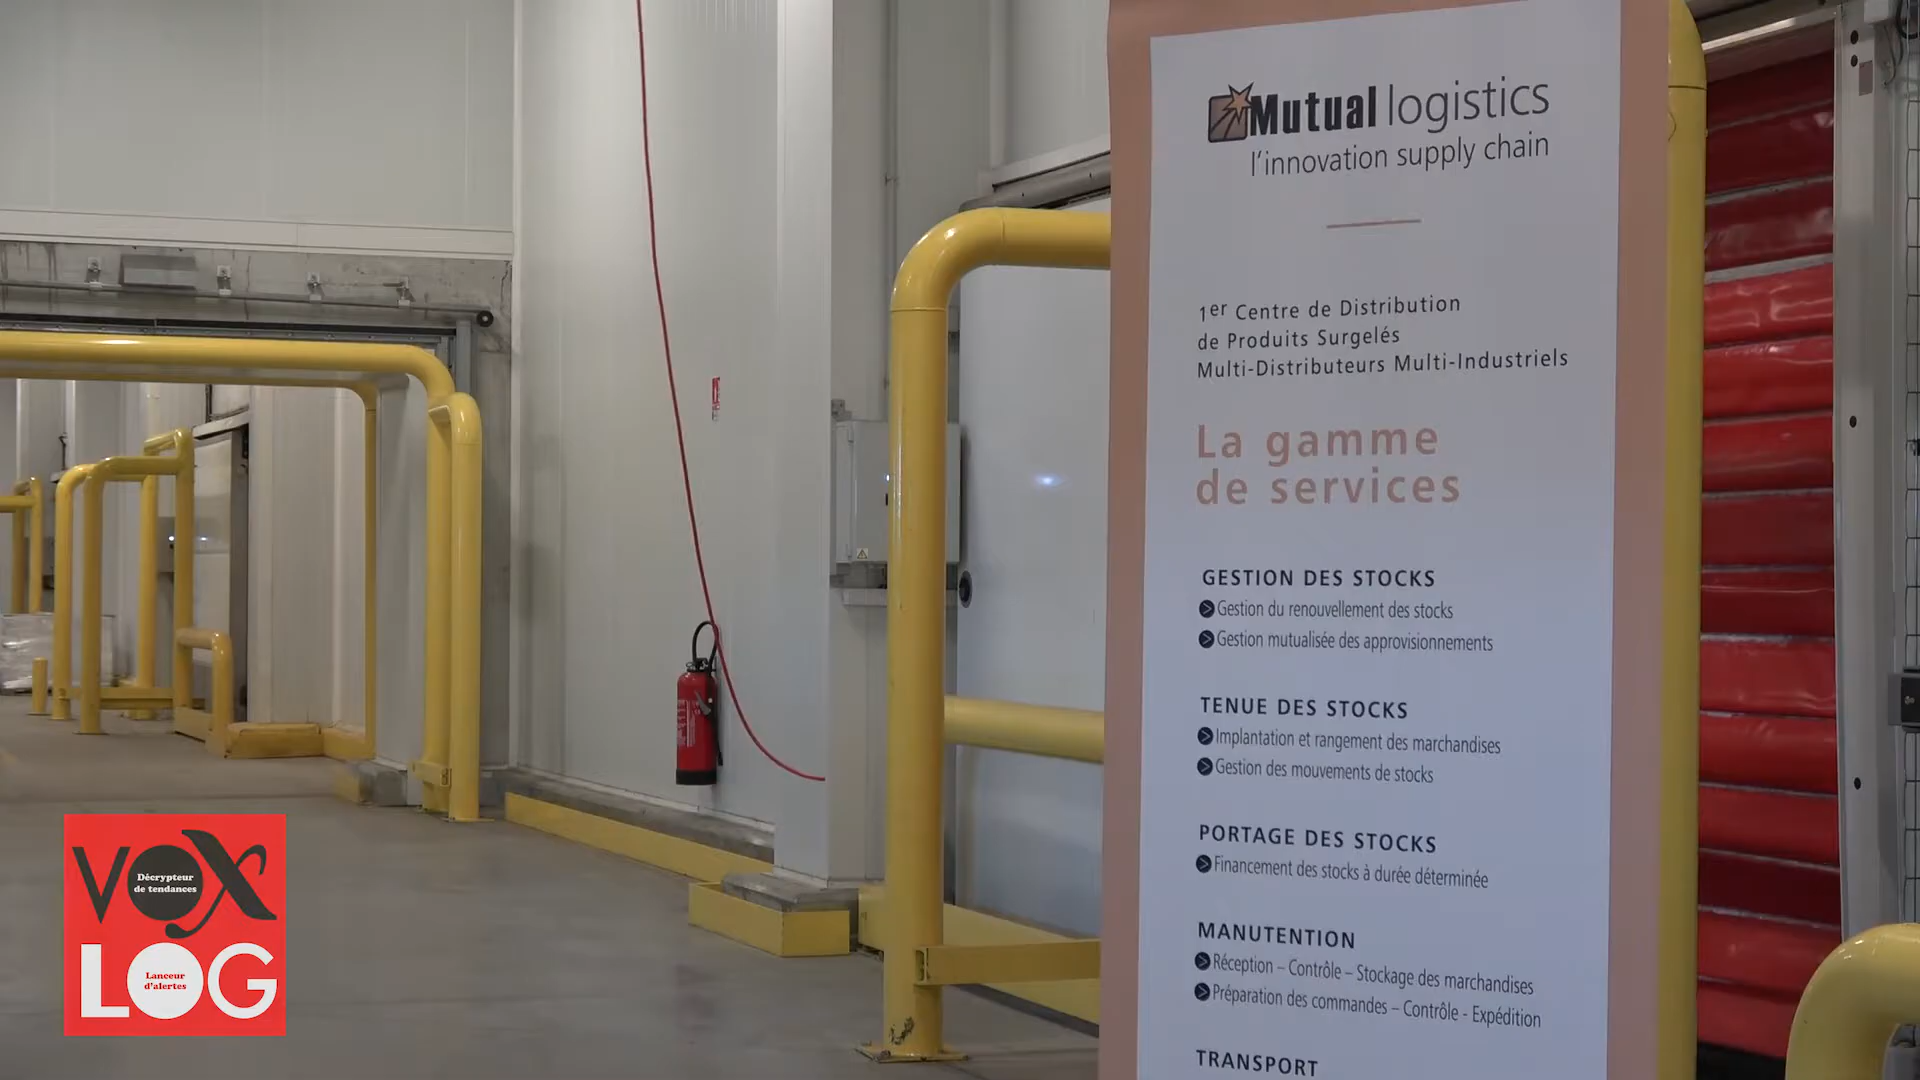 Mutual logistics
l'innovation supply chain
1er Centre de Distribution
de Produits Surgelés
Multi-Distributeurs Multi-Industriels
La gamme
de services
GESTION DES STOCKS
Gestion du renouvellement des stocks
Gestion mutualisée des approvisionnements
TENUE DES STOCKS
Implantation et rangement des marchandises
Gestion des mouvements de stocks
PORTAGE DES STOCKS
Financement des stocks à durée déterminée
MANUTENTION
Réception – Contrôle – Stockage des marchandises
Préparation des commandes – Contrôle - Expédition
TRANSPORT
VOX
Décrypteur
de tendances
LOG
Lanceur
d'alertes